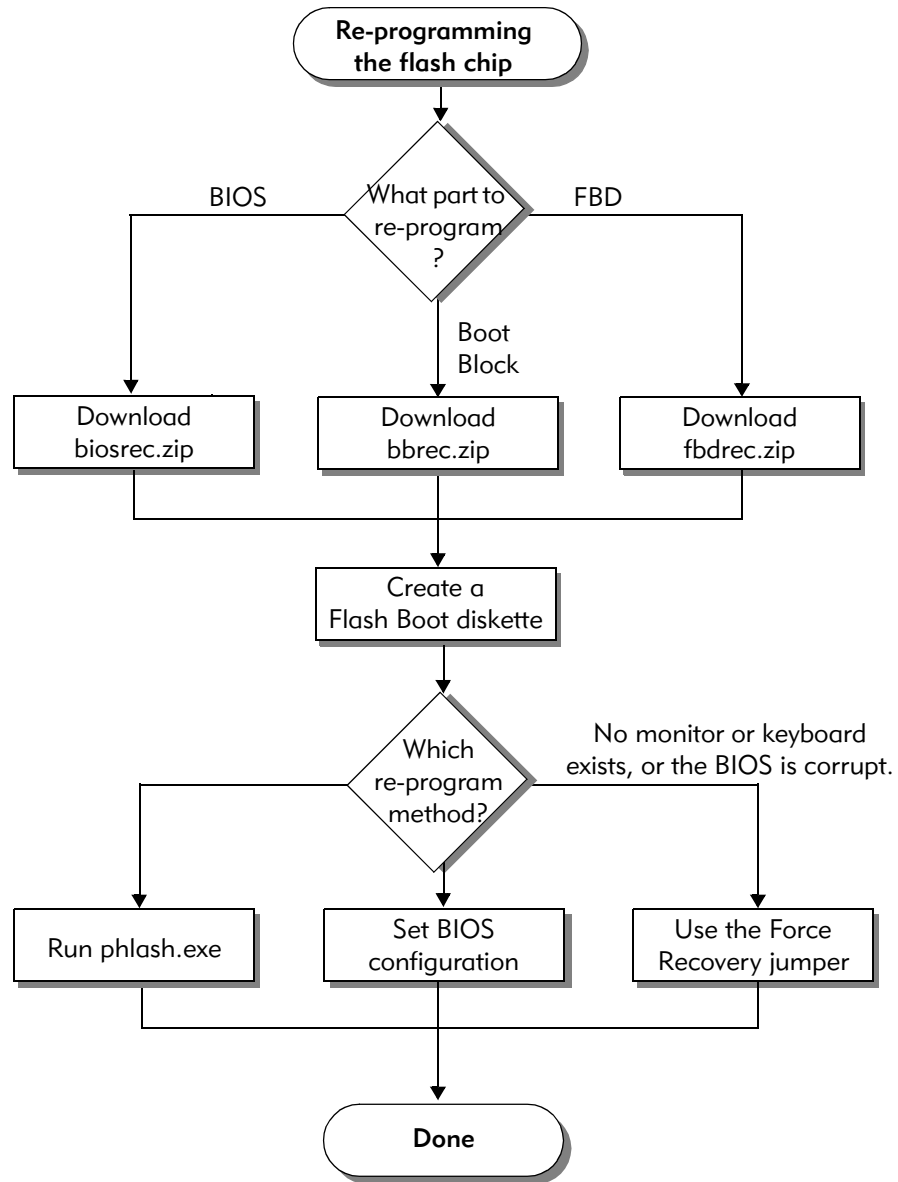 Re-programming
the flash chip
What part to
re-program
?
BIOS
FBD
Boot
Block
Download
biosrec.zip
Download
bbrec.zip
Download
fbdrec.zip
Create a
Flash Boot diskette
Which
re-program
method?
No monitor or keyboard
exists, or the BIOS is corrupt.
Run phlash.exe
Set BIOS
configuration
Use the Force
Recovery jumper
Done